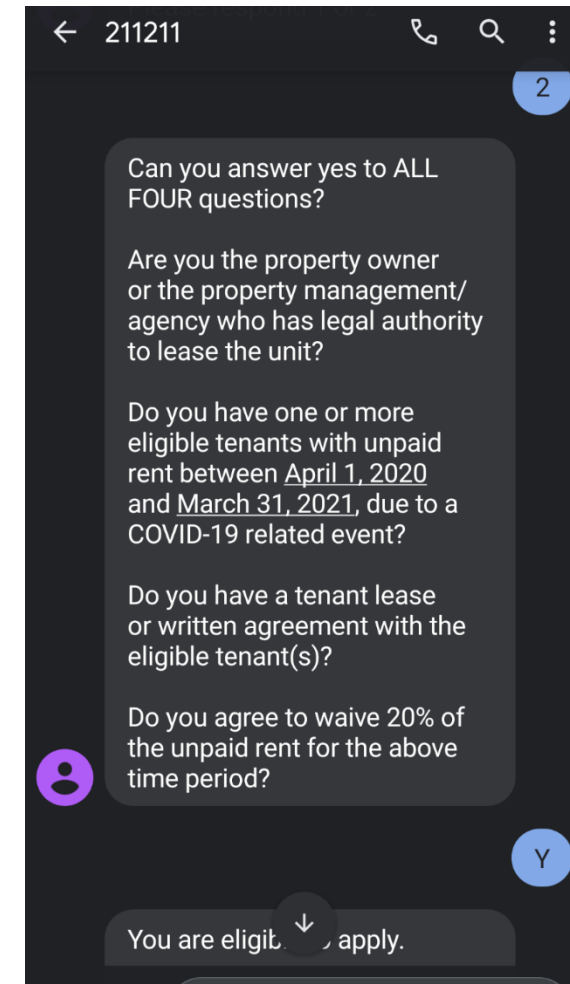 211211
2
Can you answer yes to ALL
FOUR questions?
Are you the property owner
or the property management/
agency who has legal authority
to lease the unit?
Do you have one or more
eligible tenants with unpaid
rent between April 1, 2020
and March 31, 2021, due to a
COVID-19 related event?
Do you have a tenant lease
or written agreement with the
eligible tenant(s)?
Do you agree to waive 20% of
the unpaid rent for the above
time period?
Y
You are apply.